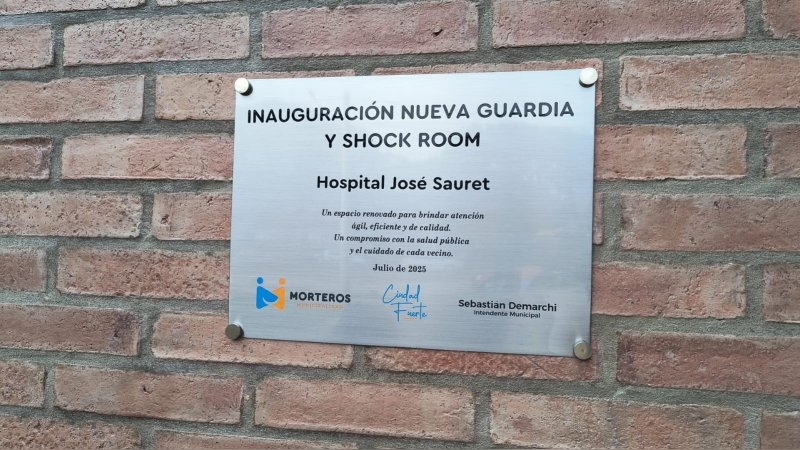 INAUGURACIÓN NUEVA GUARDIA
Y SHOCK ROOM
Hospital José Sauret
Un espacio renovado para brindar atención
ágil, eficiente y de calidad.
Un compromiso con la salud pública
y el cuidado de cada vecino.
Julio de 2025
MORTEROS
Ciudad
Fuerte
Sebastián Demarchi
Intendente Municipal